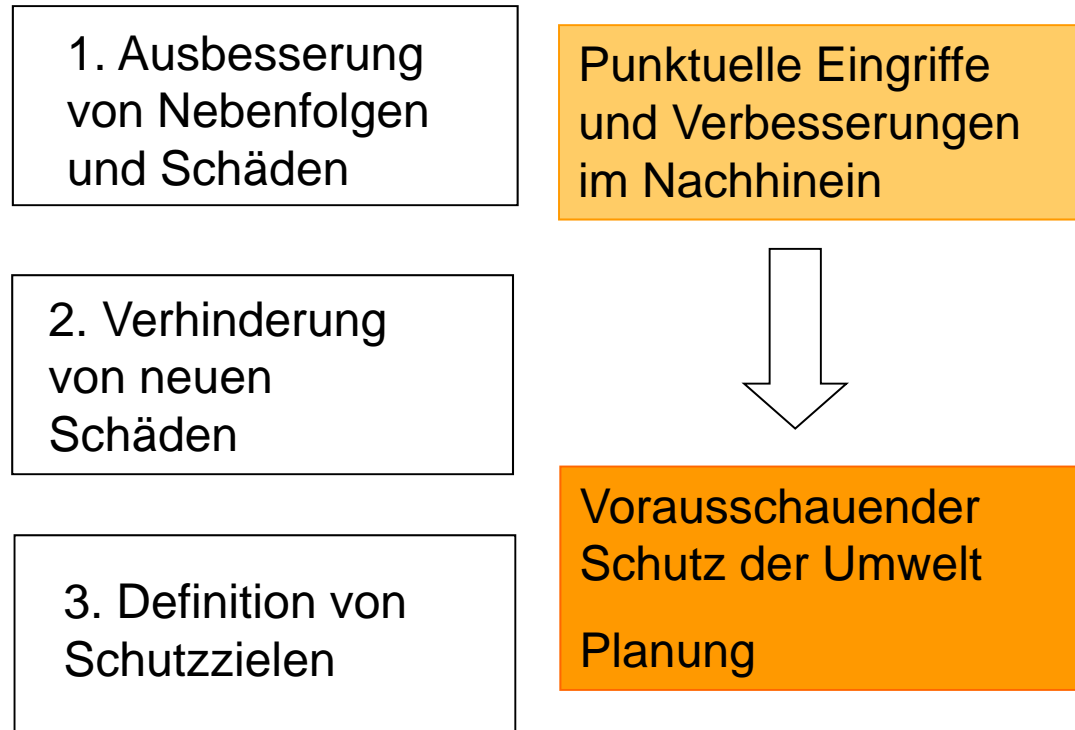 1. Ausbesserung
von Nebenfolgen
und Schäden
Punktuelle Eingriffe
und Verbesserungen
im Nachhinein
2. Verhinderung
von neuen
Schäden
Vorausschauender
Schutz der Umwelt
Planung
3. Definition von
Schutzzielen